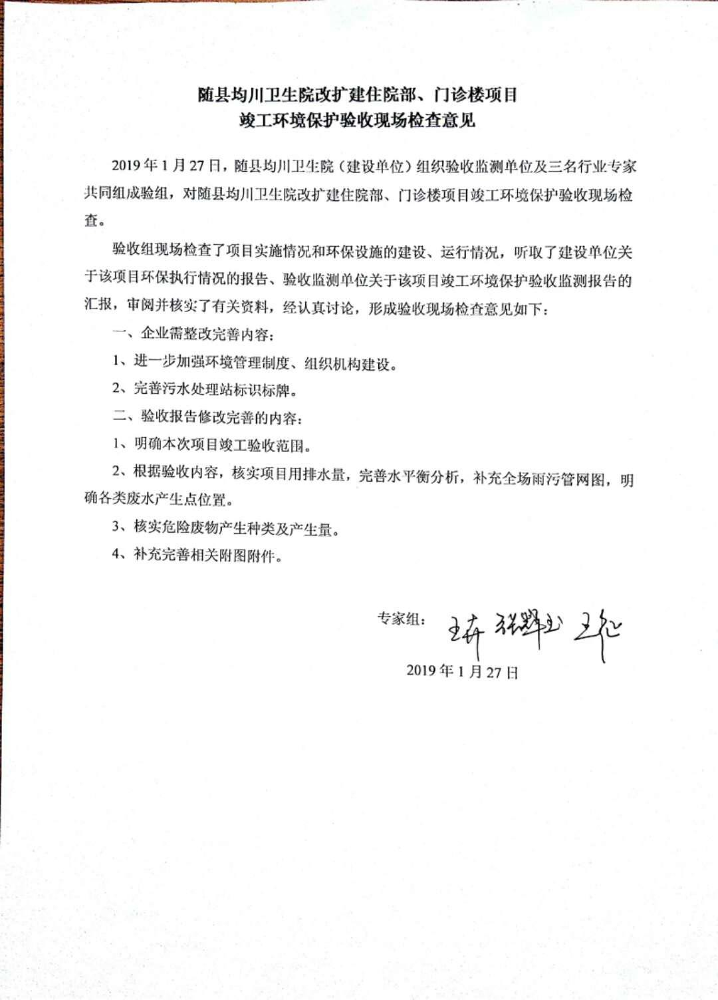 随县均川卫生院改扩建住院部、门诊楼项目
竣工环境保护验收现场检查意见
2019年1月27日，随县均川卫生院（建设单位）组织验收监测单位及三名行业专家
共同组成验组，对随县均川卫生院改扩建住院部、门诊楼项目竣工环境保护验收现场检
查。
验收组现场检查了项目实施情况和环保设施的建设、运行情况，听取了建设单位关
于该项目环保执行情况的报告、验收监测单位关于该项目竣工环境保护验收监测报告的
汇报，审阅并核实了有关资料，经认真讨论，形成验收现场检查意见如下：
一、企业需整改完善内容：
1、进一步加强环境管理制度、组织机构建设。
2、完善污水处理站标识标牌。
二、验收报告修改完善的内容：
1、明确本次项目竣工验收范围。
2、根据验收内容，核实项目用排水量，完善水平衡分析，补充全场雨污管网图，明
确各类废水产生点位置。
3、核实危险废物产生种类及产生量。
4、补充完善相关附图附件。
专家组：
2019年1月27日